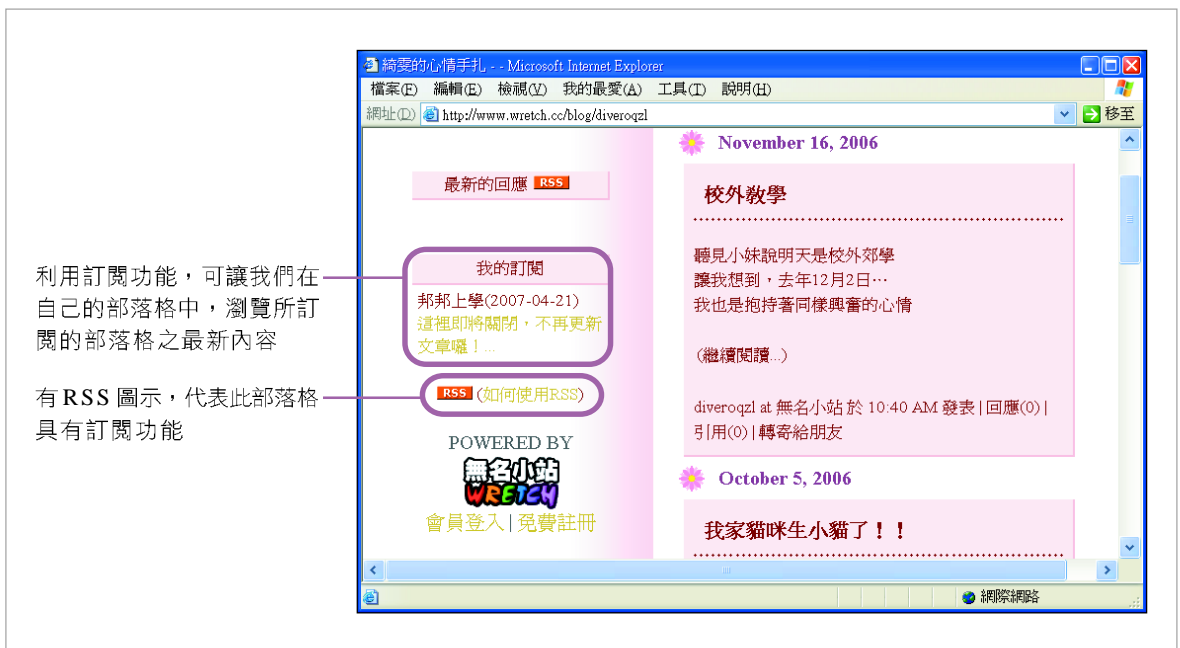 綺雯的心情手扎 - - Microsoft Internet Explorer
檔案(F) 編輯(E) 檢視(V) 我的最愛(A) 工具(T) 說明(H)
網址(D) http://www.wretch.cc/blog/diveroqzl 移至
最新的回應 RSS
我的訂閱
邦邦上學(2007-04-21)
這裡即將關閉，不再更新
文章囉！...
RSS (如何使用RSS)
POWERED BY
無名小站
WRETCH
會員登入 | 免費註冊
November 16, 2006
校外教學
聽見小妹說明天是校外郊學
讓我想到，去年12月2日…
我也是抱持著同樣興奮的心情
(繼續閱讀...)
diveroqzl at 無名小站 於 10:40 AM 發表 | 回應(0) |
引用(0) | 轉寄給朋友
October 5, 2006
我家貓咪生小貓了！！
網際網路
利用訂閱功能，可讓我們在
自己的部落格中，瀏覽所訂
閱的部落格之最新內容
有 RSS 圖示，代表此部落格
具有訂閱功能